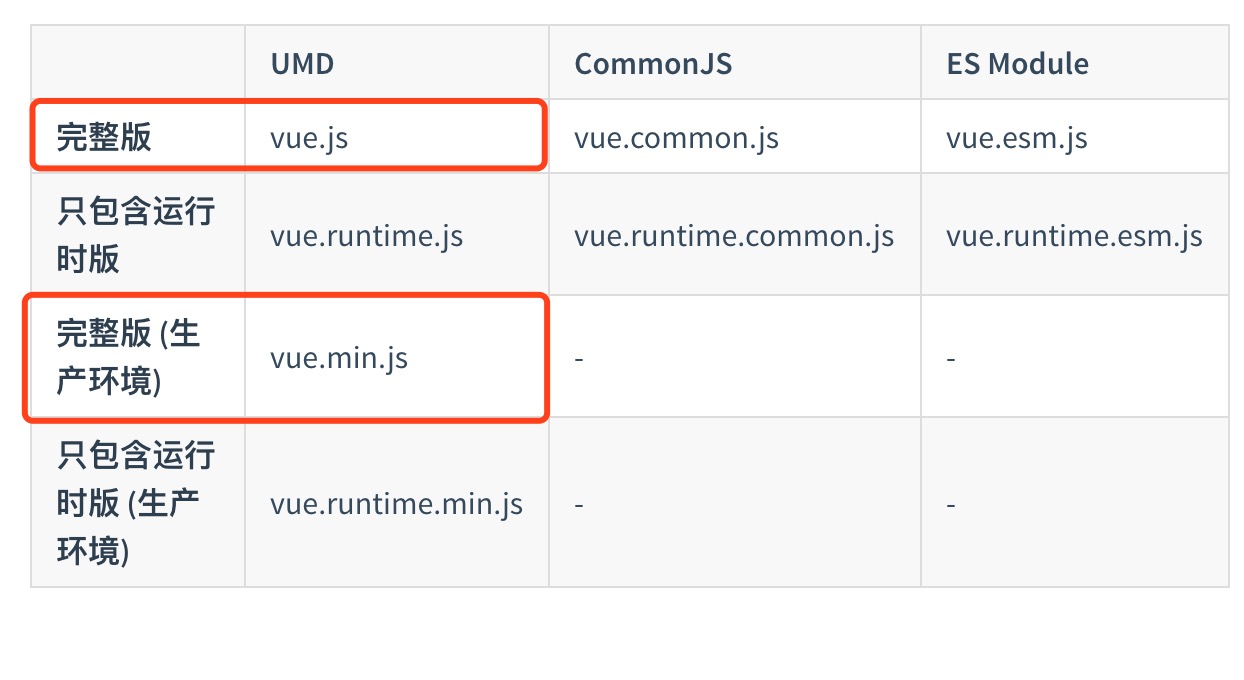 UMD CommonJS ES Module
完整版 vue.js vue.common.js vue.esm.js
只包含运行
时版 vue.runtime.js vue.runtime.common.js vue.runtime.esm.js
完整版 (生
产环境) vue.min.js - -
只包含运行
时版 (生产 vue.runtime.min.js - -
环境)